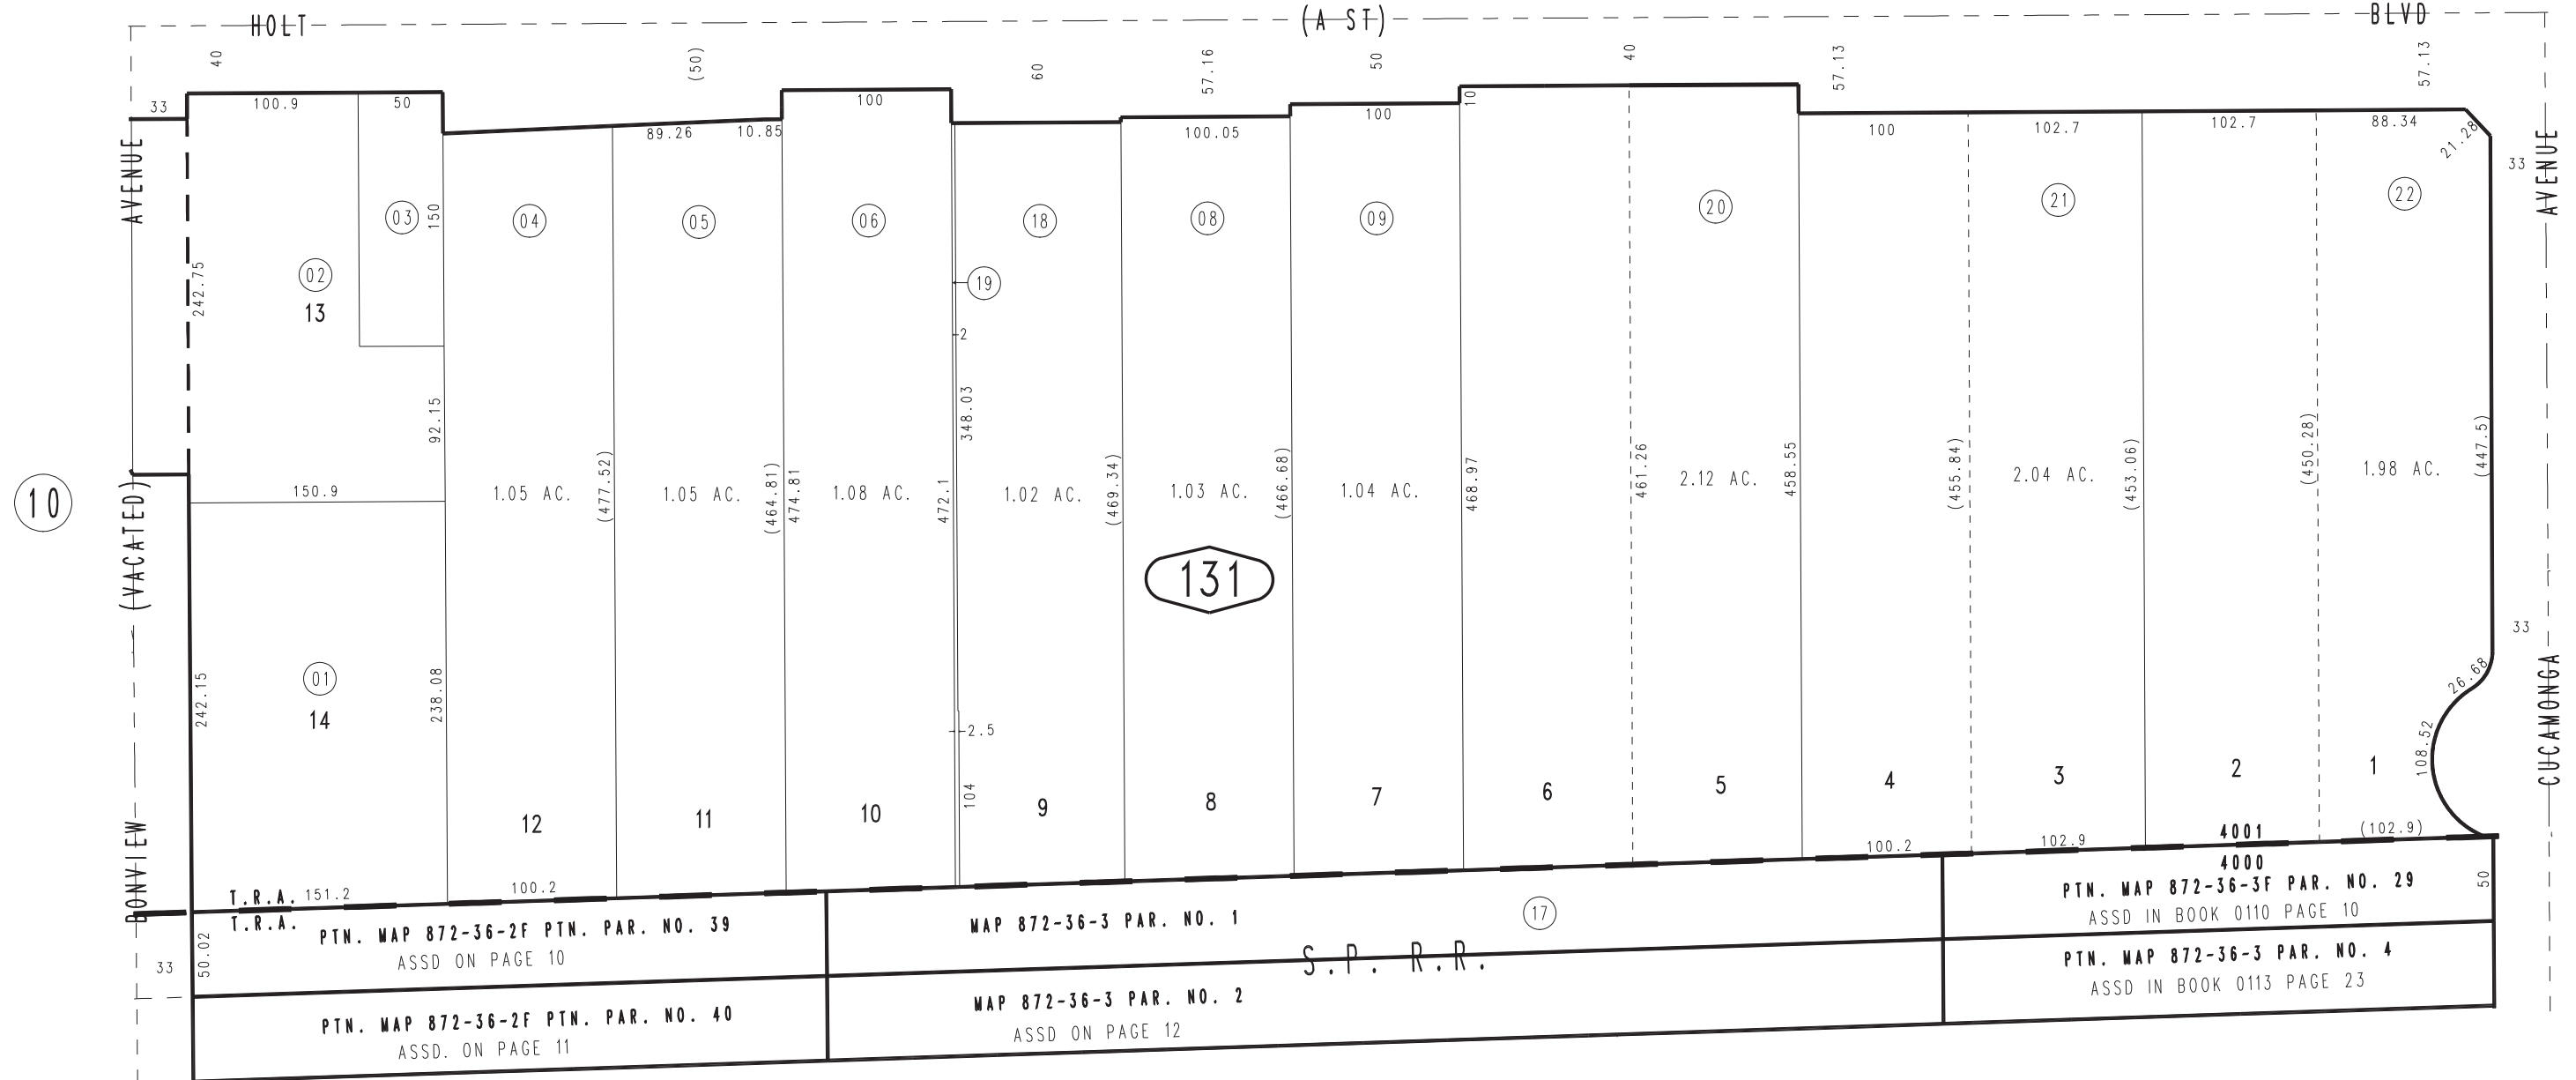 HOLT (A ST) BLVD
40 (50) 60 57.16 50 40 57.13 57.13
33 100.9 50 89.26 10.85 100 100.05 100 10 100 102.7 102.7 88.34 21.28 33
AVENUE
AVENUE
03 150 04 05 06 18 08 09 20 21 22
02
13
242.75
19
2
92.15
348.03
10
150.9
(VACATED)
1.05 AC. (477.52) 1.05 AC. (464.81) 474.81 1.08 AC. 472.1 1.02 AC. (469.34) 1.03 AC. (466.68) 1.04 AC. 468.97 461.26 2.12 AC. 458.55 (455.84) 2.04 AC. (453.06) (450.28) 1.98 AC. (447.5)
131
33
01
14
242.15
238.08
2.5
104
26.68
108.52
CUCAMONGA
BONVIEW
12 11 10 9 8 7 6 5 4 3 2 1
100.2 102.9 4001 (102.9)
4000
T.R.A. 151.2 100.2
T.R.A.
50.02
33
50
PTN. MAP 872-36-2F PTN. PAR. NO. 39
ASSD ON PAGE 10
MAP 872-36-3 PAR. NO. 1
17
PTN. MAP 872-36-3F PAR. NO. 29
ASSD IN BOOK 0110 PAGE 10
S.P. R.R.
PTN. MAP 872-36-2F PTN. PAR. NO. 40
ASSD. ON PAGE 11
MAP 872-36-3 PAR. NO. 2
ASSD ON PAGE 12
PTN. MAP 872-36-3 PAR. NO. 4
ASSD IN BOOK 0113 PAGE 23